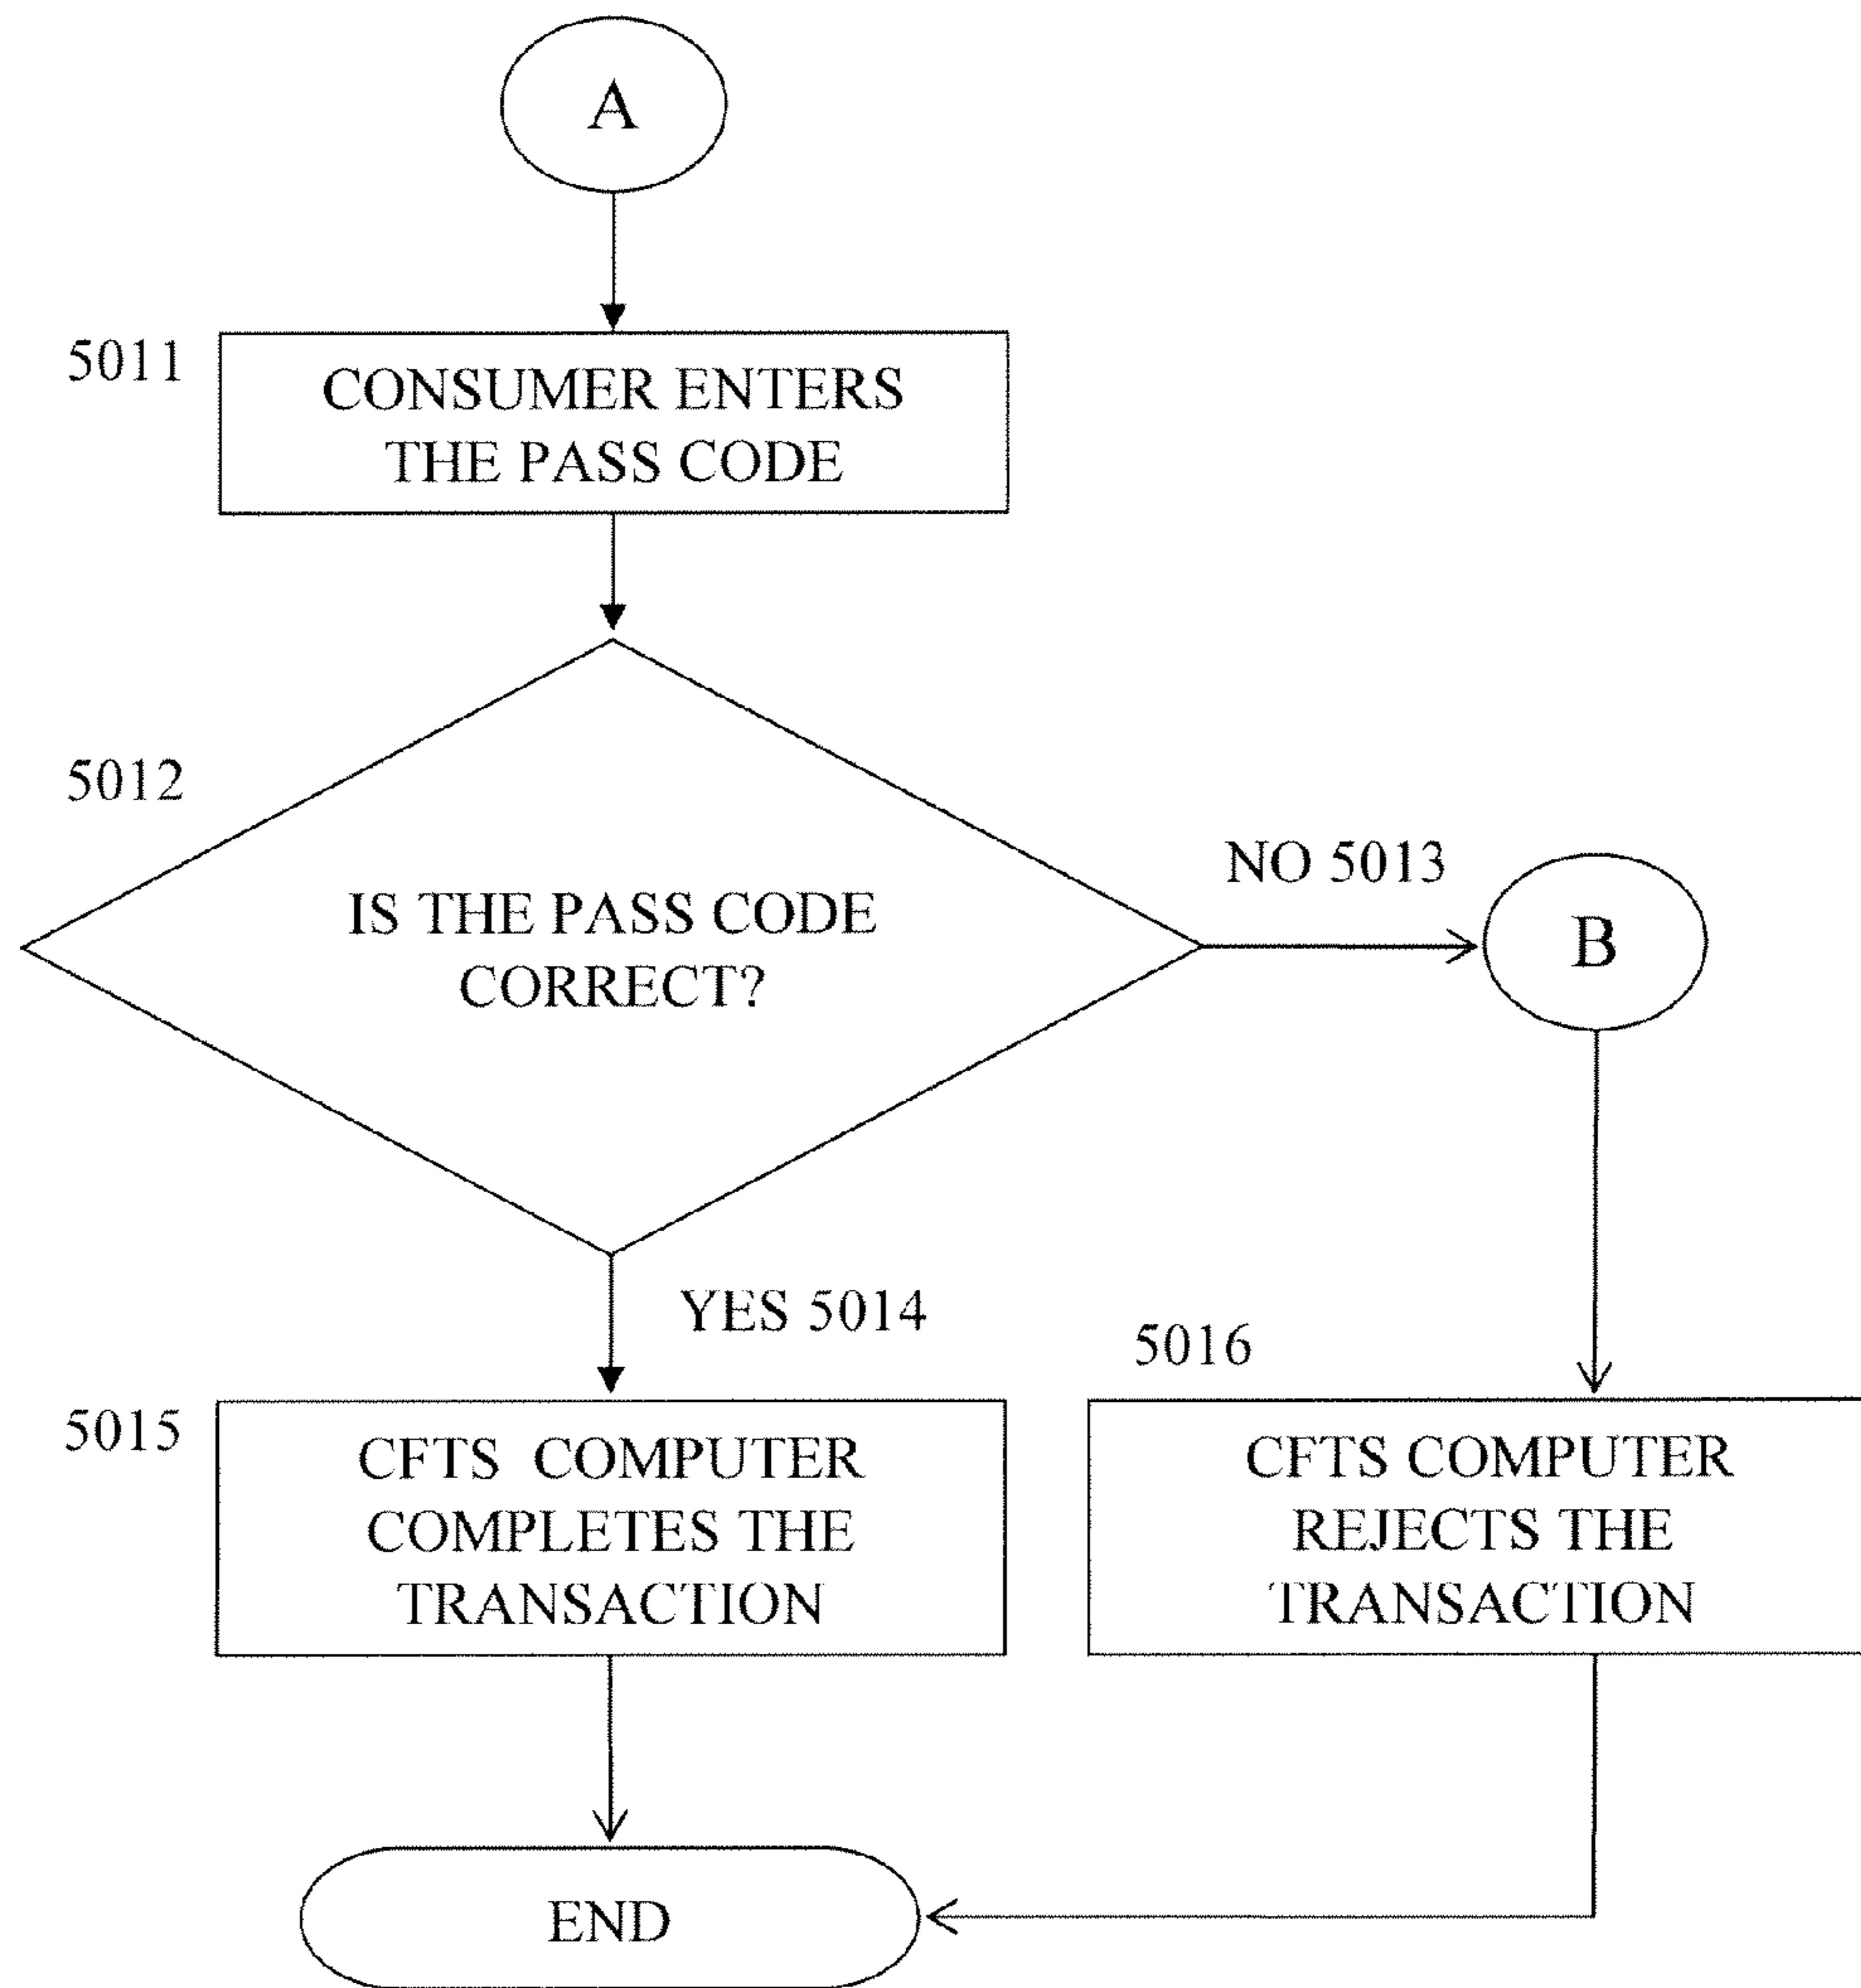 A
5011
CONSUMER ENTERS
THE PASS CODE
5012
IS THE PASS CODE
CORRECT?
NO 5013
B
YES 5014
5015
CFTS COMPUTER
COMPLETES THE
TRANSACTION
5016
CFTS COMPUTER
REJECTS THE
TRANSACTION
END